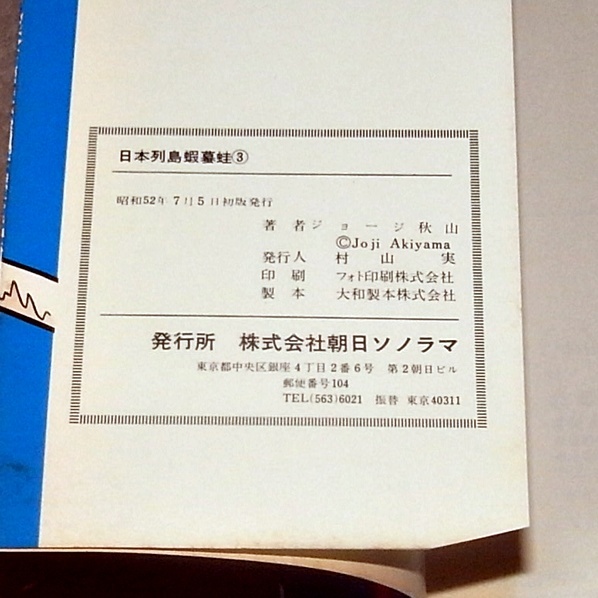 日本列島蝦蟇蛙③
昭和52年7月5日初版発行
著 者 ジョージ秋山
©Joji Akiyama
発行人 村山 実
印 刷 フォト印刷株式会社
製 本 大和製本株式会社
発行所 株式会社朝日ソノラマ
東京都中央区銀座4丁目2番6号 第2朝日ビル
郵便番号104
TEL(563)6021 振替 東京40311